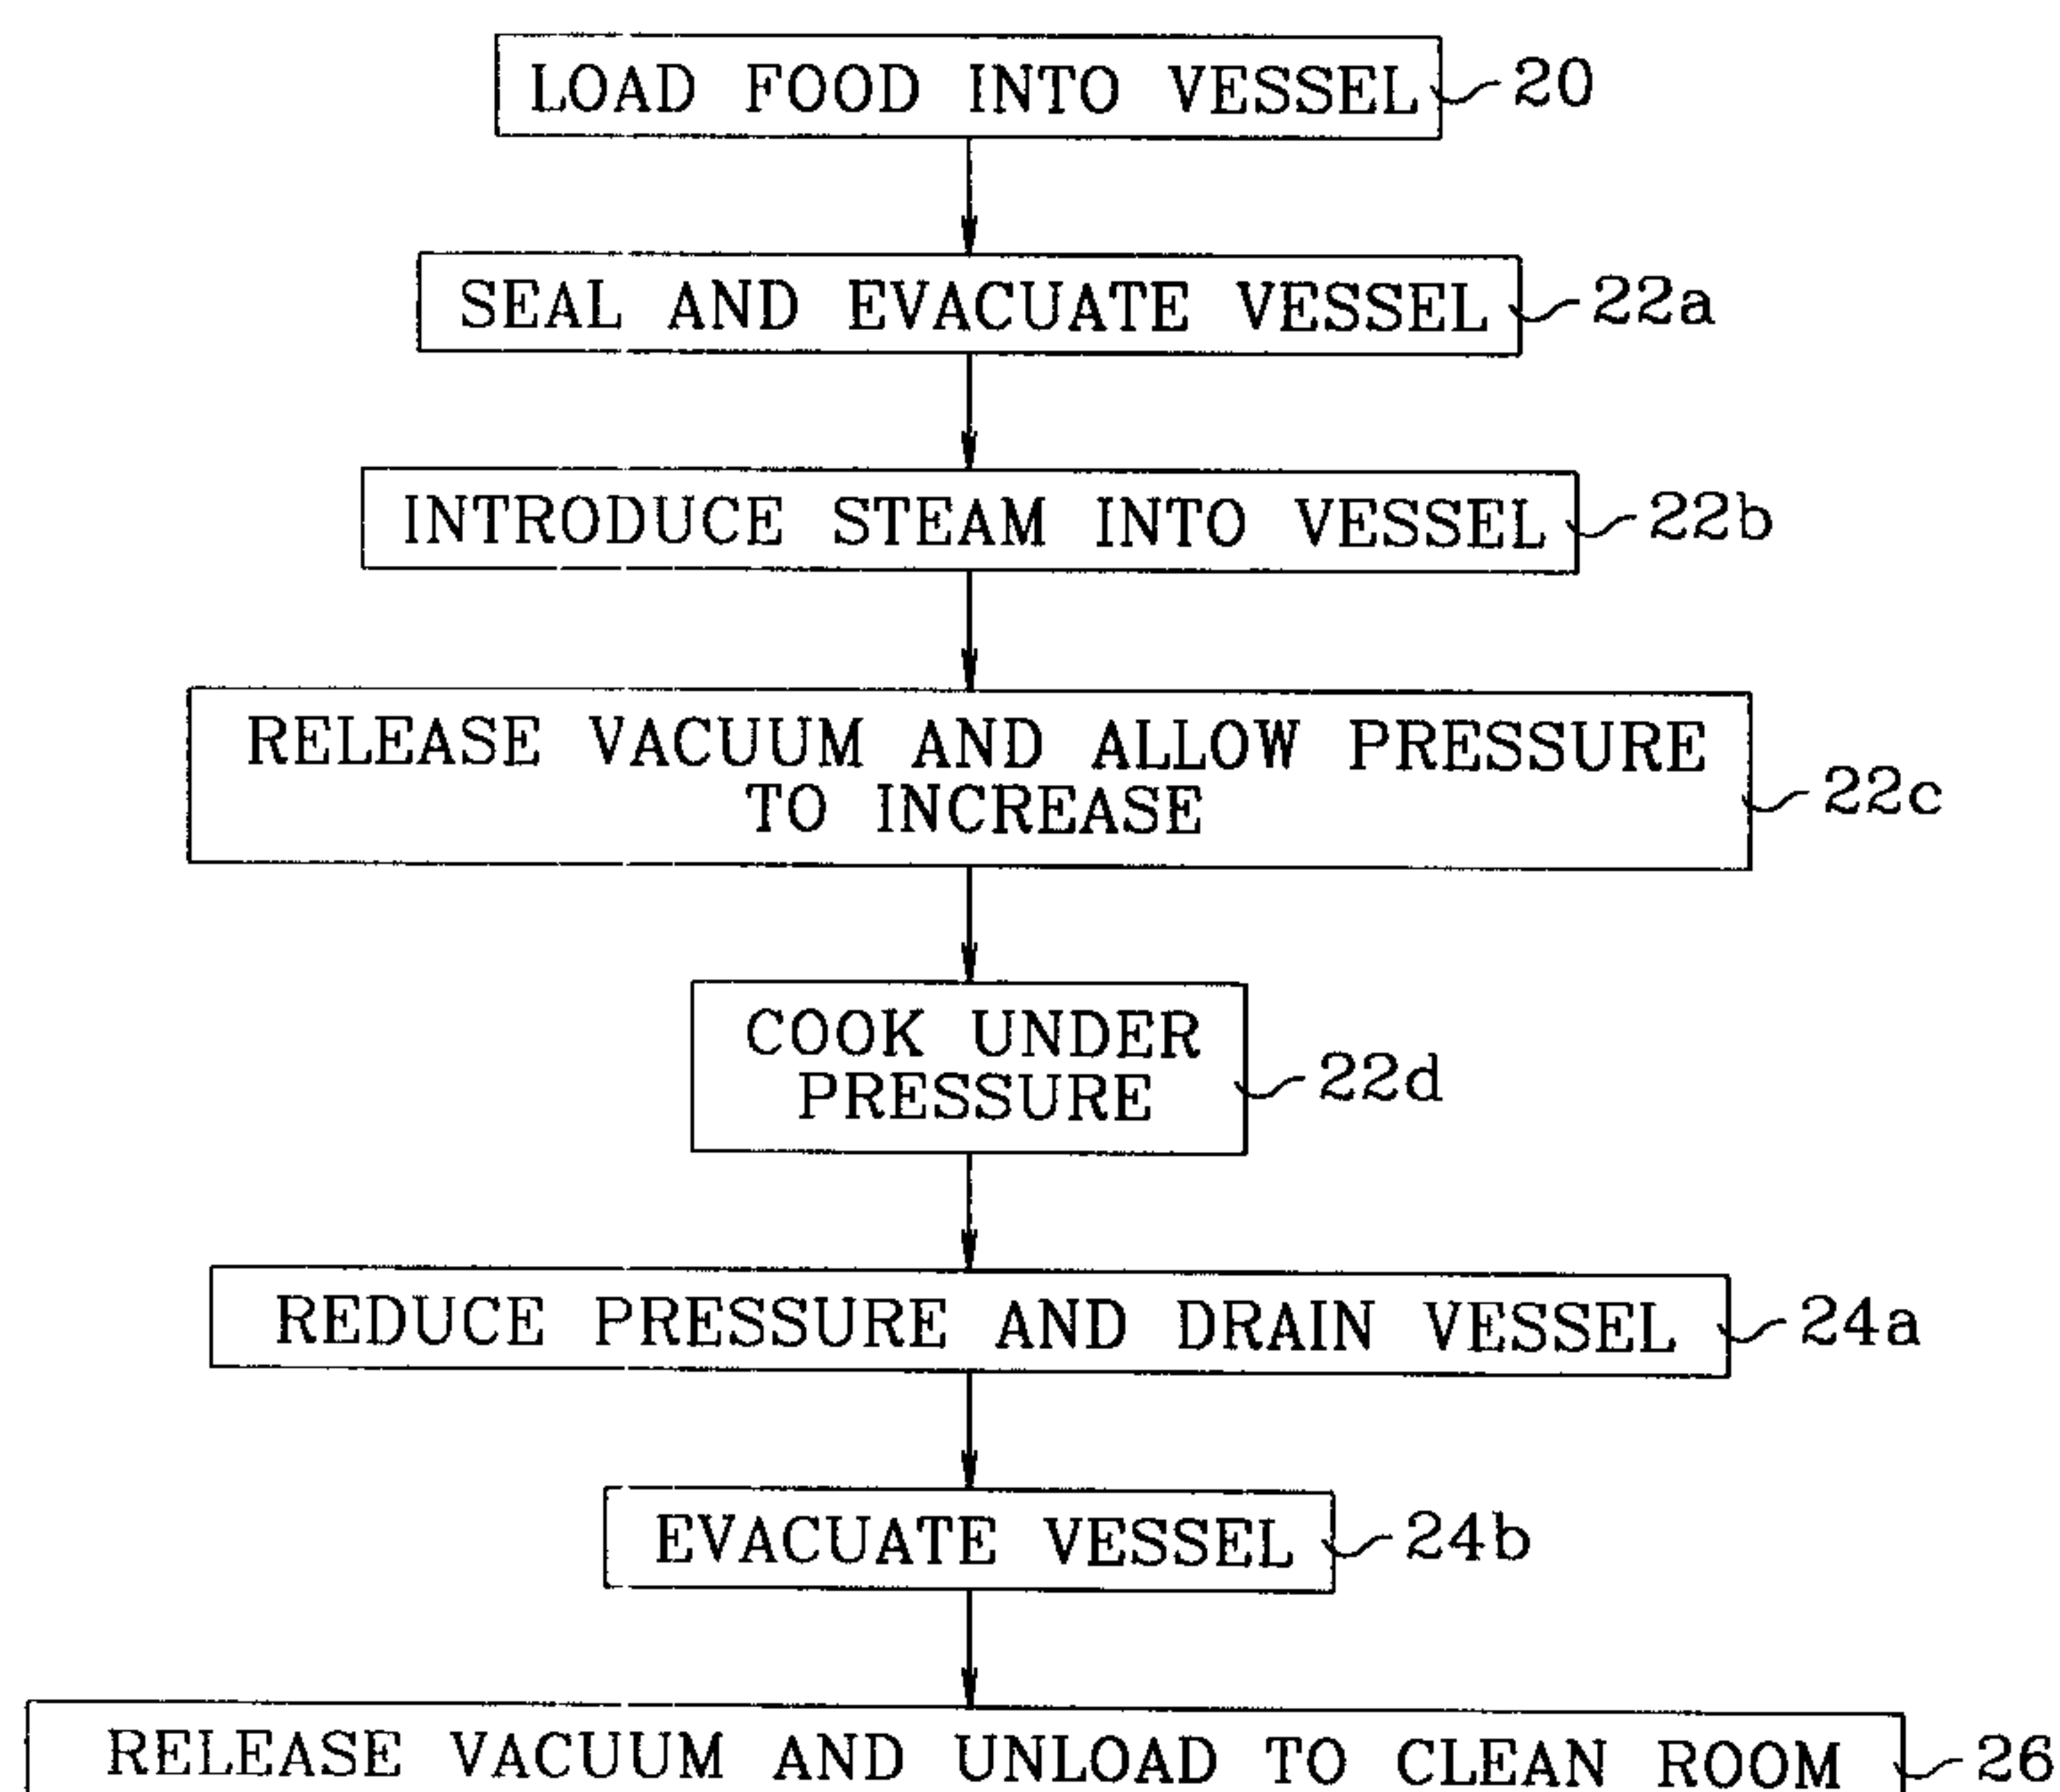 LOAD FOOD INTO VESSEL 20
SEAL AND EVACUATE VESSEL 22a
INTRODUCE STEAM INTO VESSEL 22b
RELEASE VACUUM AND ALLOW PRESSURE
TO INCREASE 22c
COOK UNDER
PRESSURE 22d
REDUCE PRESSURE AND DRAIN VESSEL 24a
EVACUATE VESSEL 24b
RELEASE VACUUM AND UNLOAD TO CLEAN ROOM 26